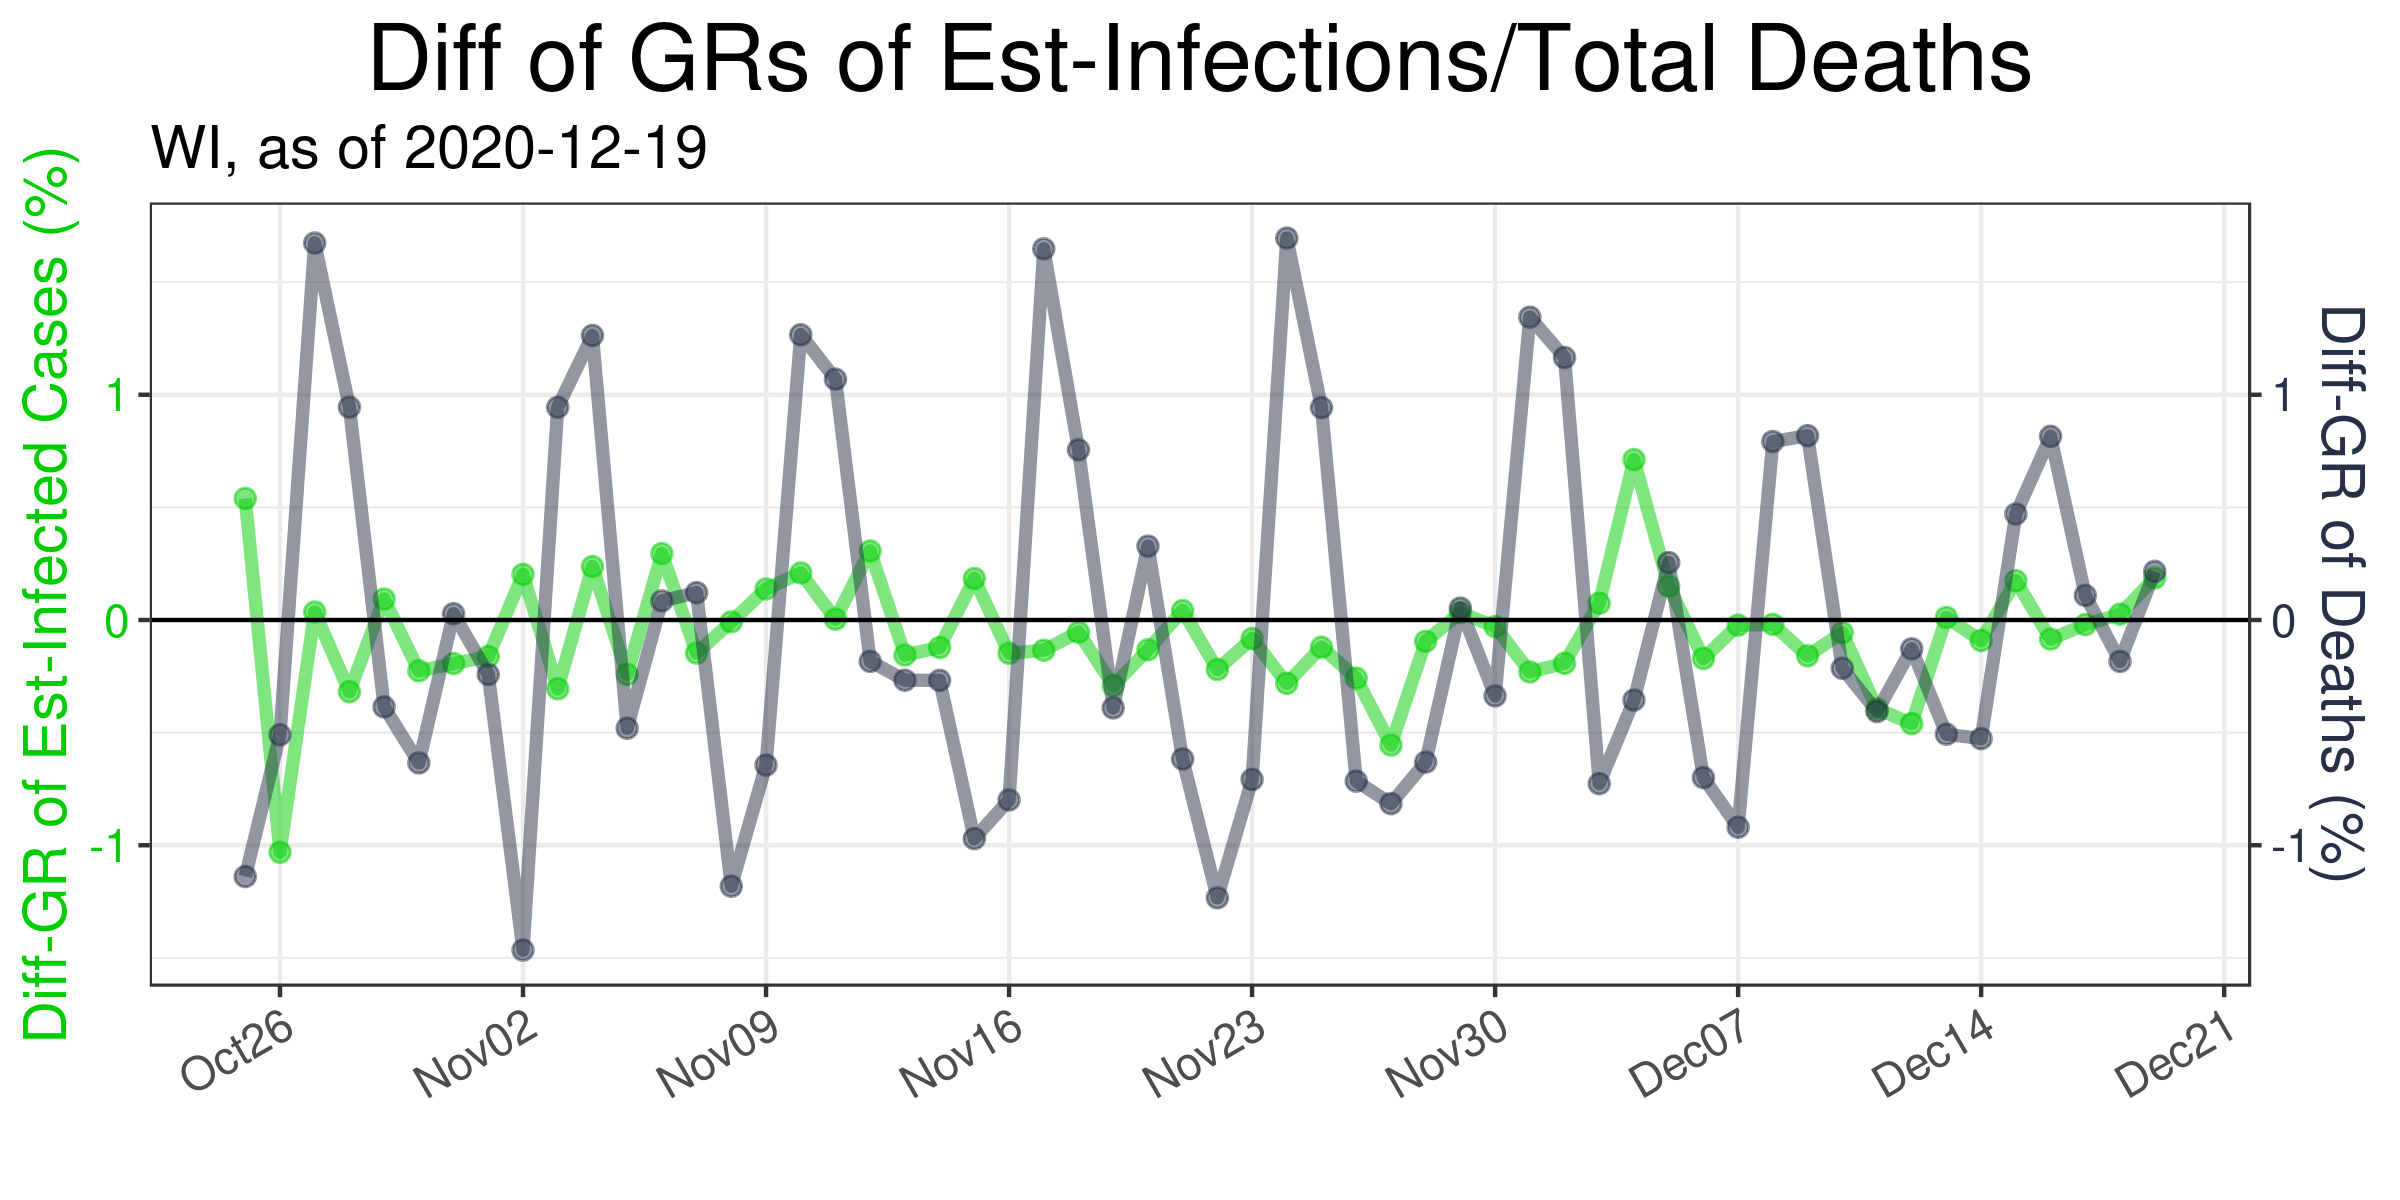 Diff of GRs of Est-Infections/Total Deaths
WI, as of 2020-12-19
Diff-GR of Est-Infected Cases (%)
1
0
-1
1
0
-1
Diff-GR of Deaths (%)
Oct26
Nov02
Nov09
Nov16
Nov23
Nov30
Dec07
Dec14
Dec21